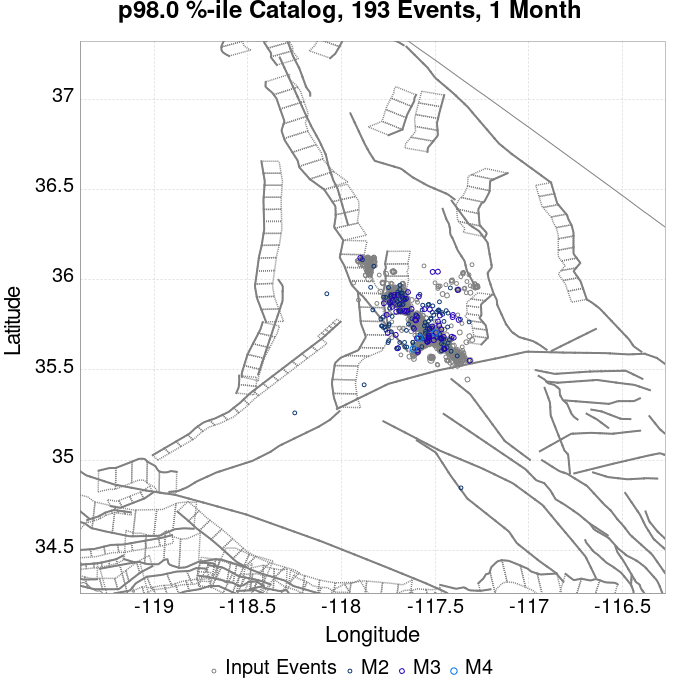 p98.0 %-ile Catalog, 193 Events, 1 Month
37
36.5
36
35.5
35
34.5
Latitude
-119
-118.5
-118
-117.5
-117
-116.5
Longitude
Input Events
M2
M3
M4